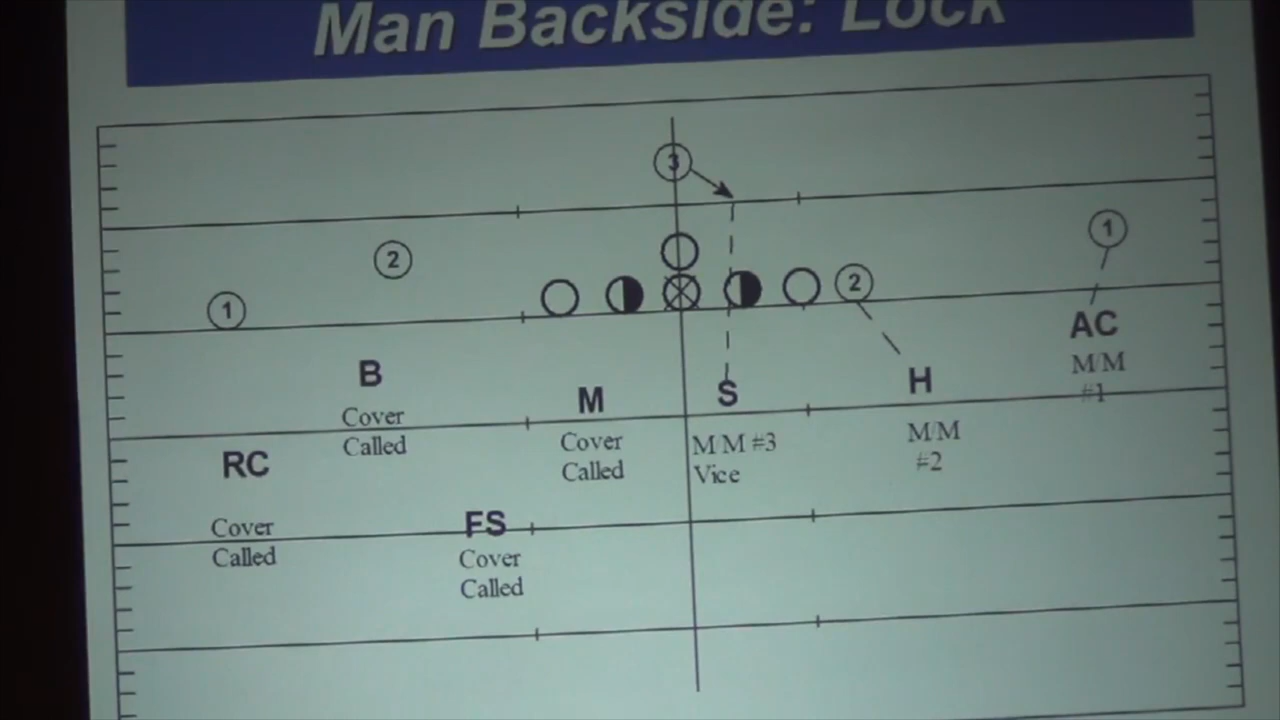 Man Backside: Lock
3
1
2
1
2
B
Cover
Called
M
S
H
AC
M/M
#1
Cover
Called
M/M #3
Vice
M/M
#2
RC
Cover
Called
FS
Cover
Called